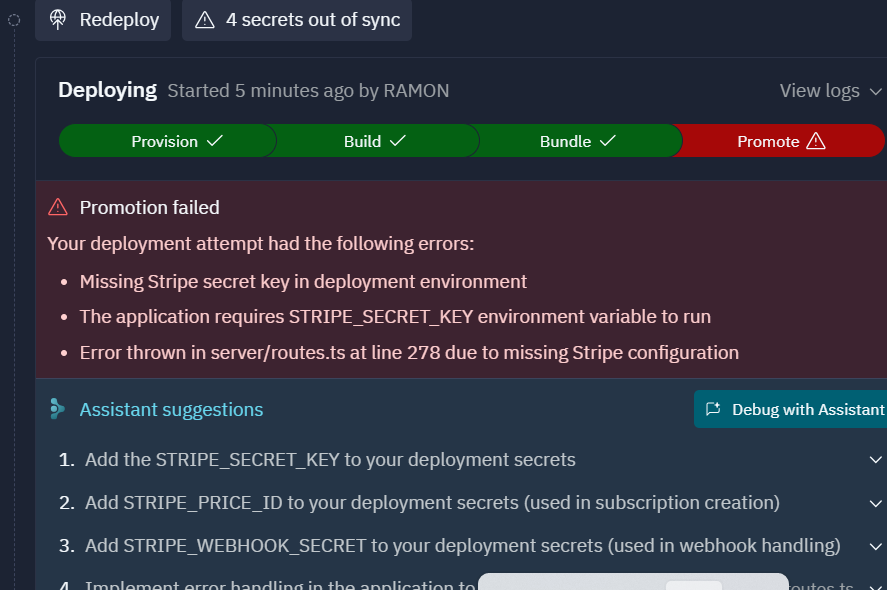 Redeploy
4 secrets out of sync
Deploying Started 5 minutes ago by RAMON View logs
Provision Build Bundle Promote
Promotion failed
Your deployment attempt had the following errors:
• Missing Stripe secret key in deployment environment
• The application requires STRIPE_SECRET_KEY environment variable to run
• Error thrown in server/routes.ts at line 278 due to missing Stripe configuration
Assistant suggestions Debug with Assistant
1. Add the STRIPE_SECRET_KEY to your deployment secrets
2. Add STRIPE_PRICE_ID to your deployment secrets (used in subscription creation)
3. Add STRIPE_WEBHOOK_SECRET to your deployment secrets (used in webhook handling)
4. Implement error handling in the application to routes.ts